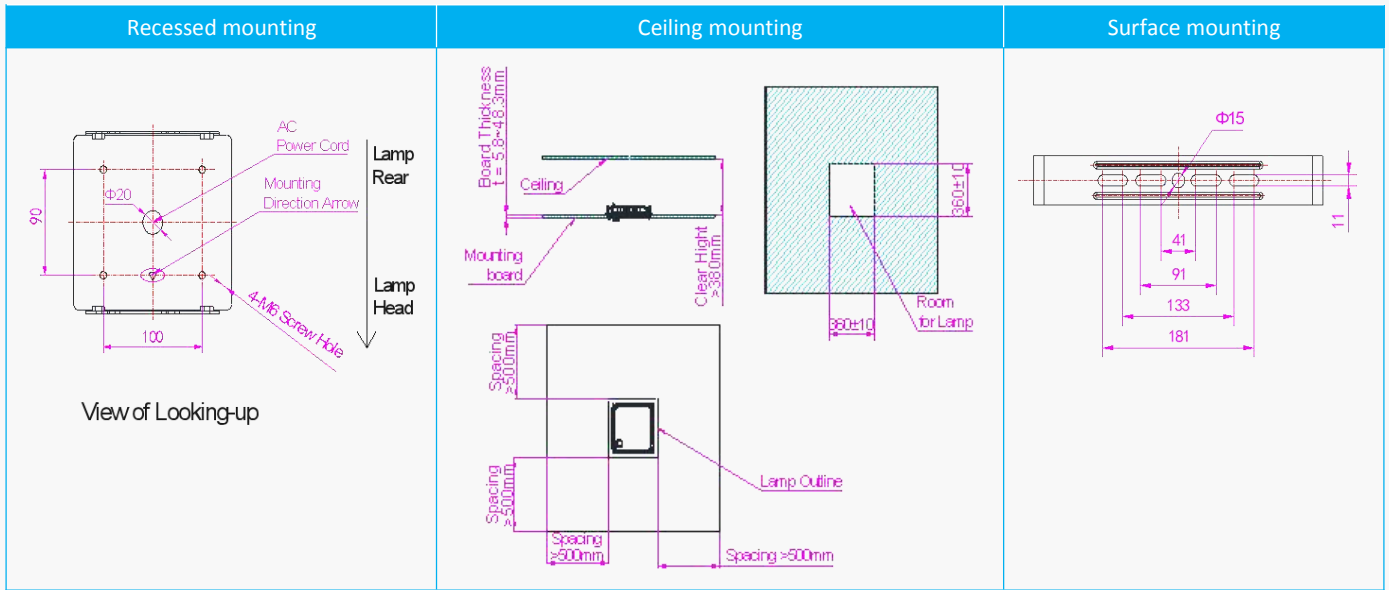 Recessed mounting
Ceiling mounting
Surface mounting
AC
Power Cord
Mounting
Direction Arrow
Φ20
90
100
4-M6 Screw Hole
Lamp
Rear
Lamp
Head
View of Looking-up
Board Thickness
t = 5.8~48.3mm
Ceiling
Mounting
board
Clear Hight
>380mm
360±10
360±10
Room
for Lamp
Spacing
>500mm
Spacing
>500mm
Spacing
>500mm
Spacing >500mm
Lamp Outline
Φ15
11
41
91
133
181